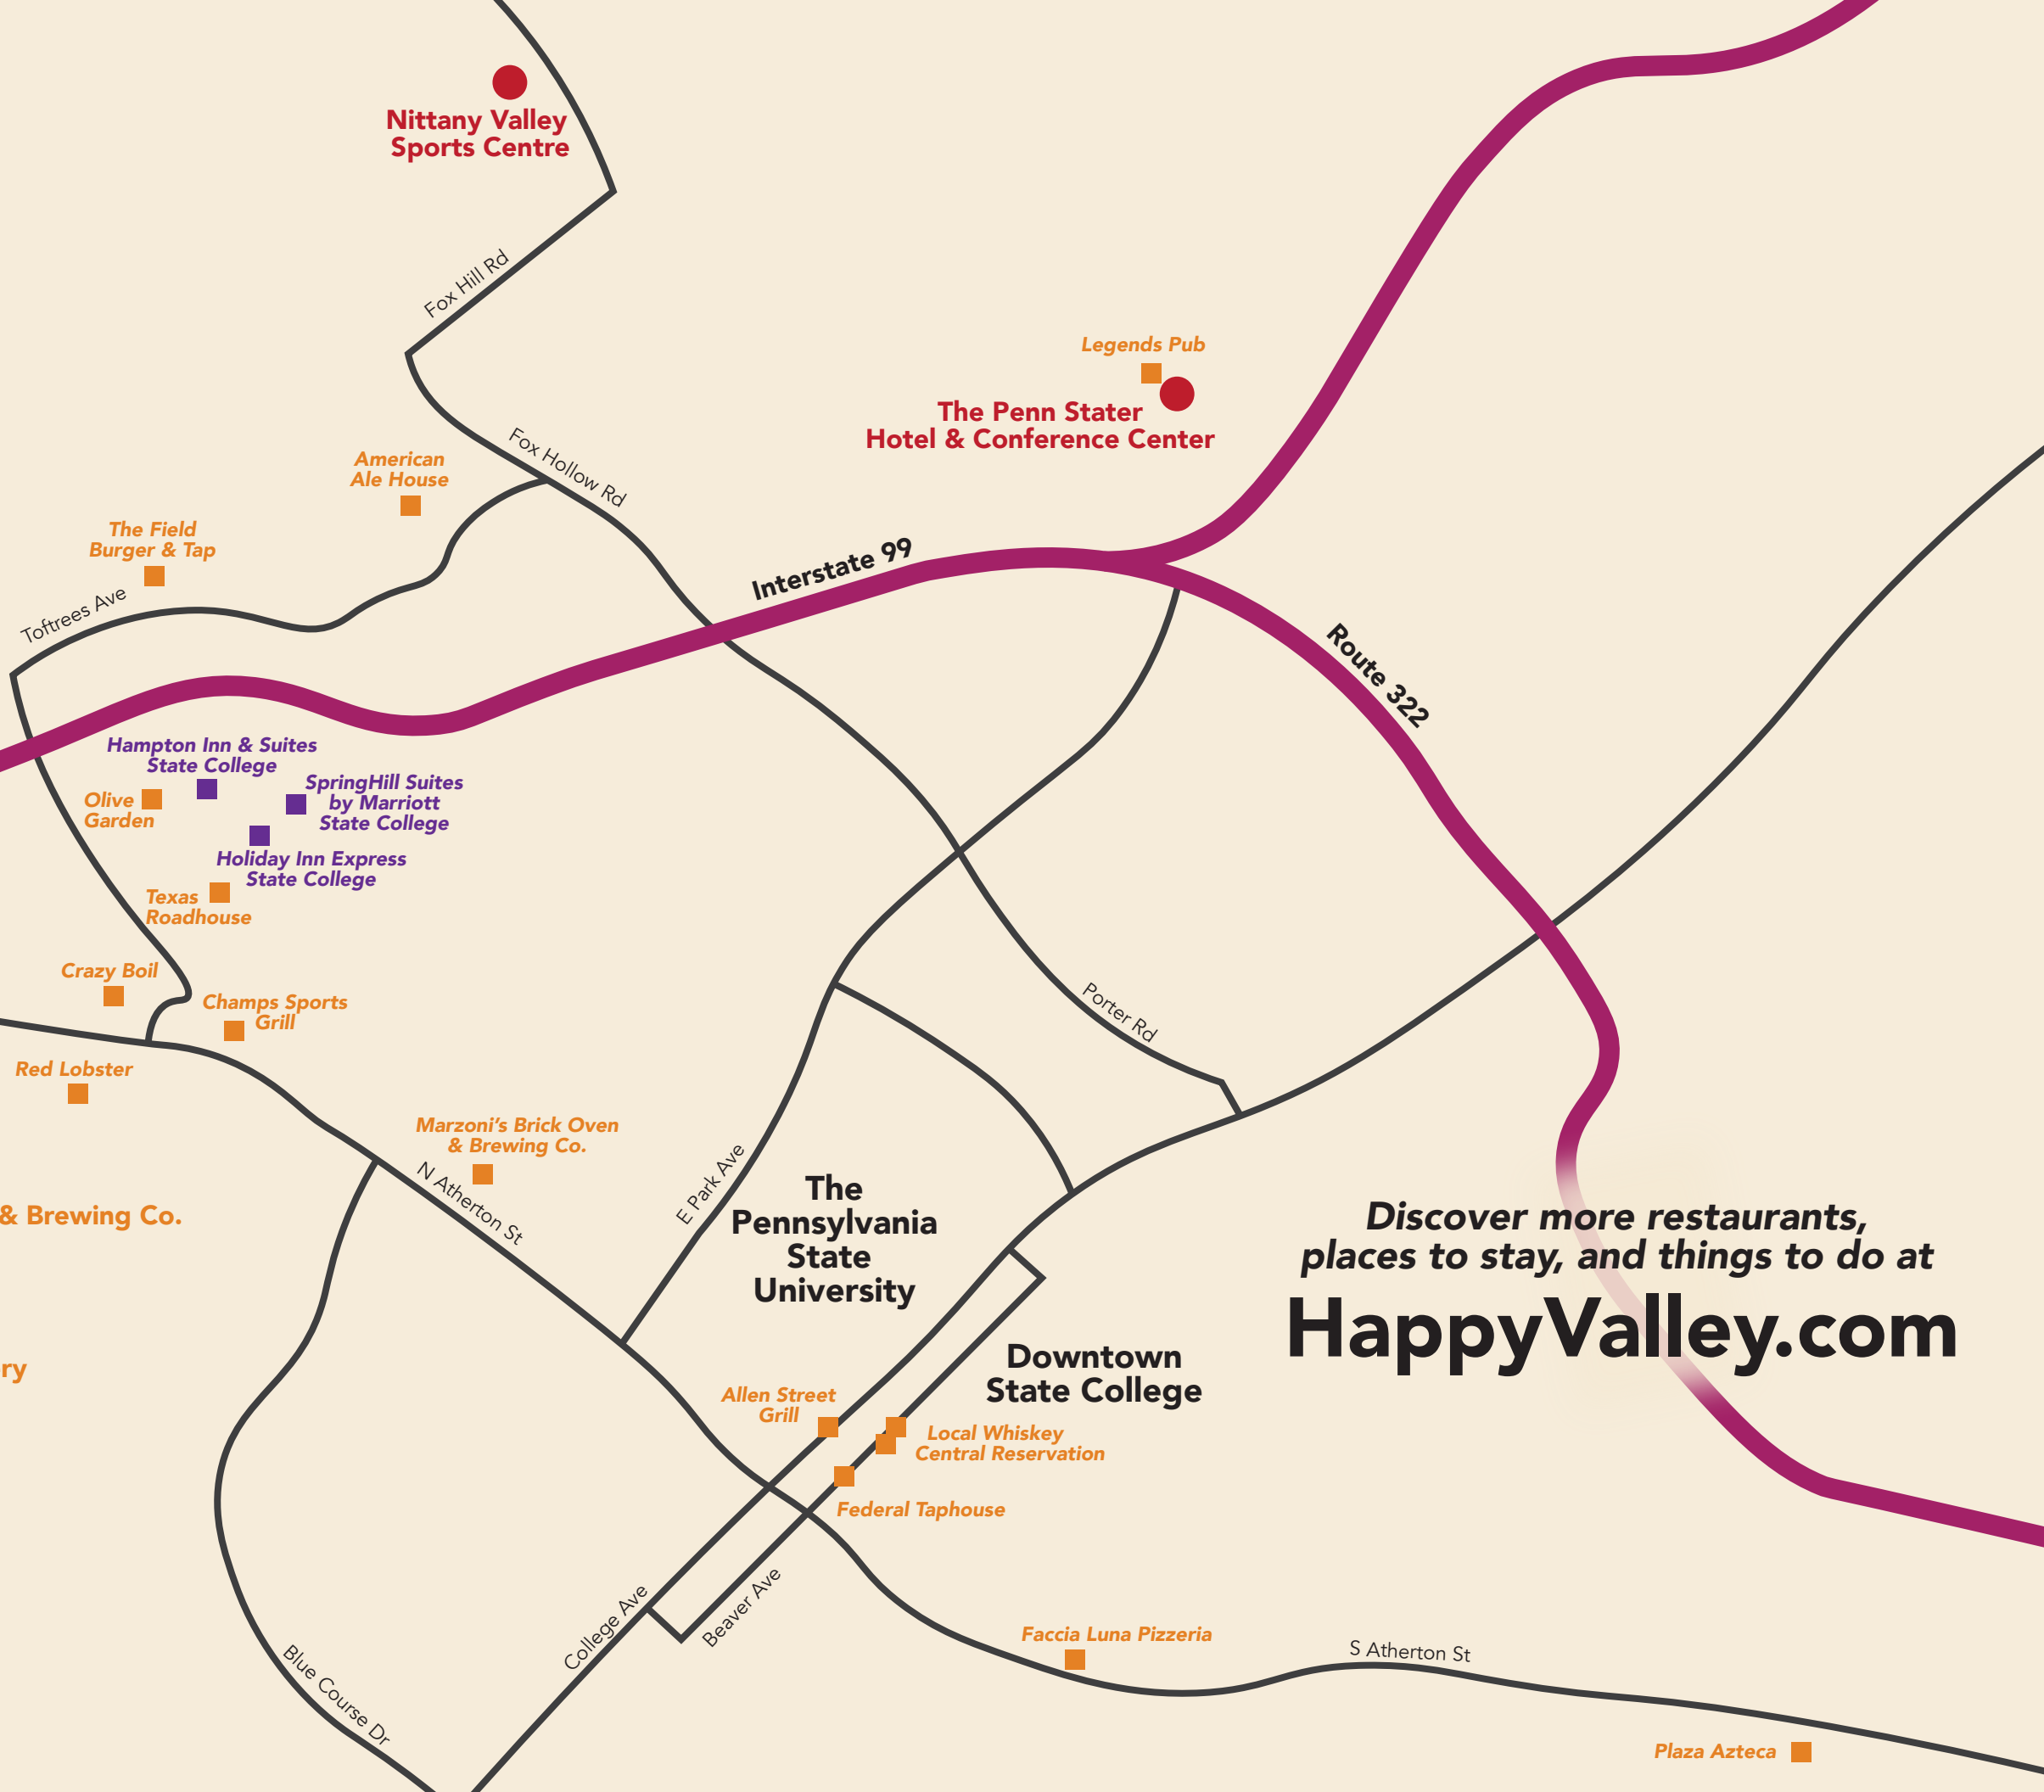 Nittany Valley
Sports Centre
Fox Hill Rd
Legends Pub
The Penn Stater
Hotel & Conference Center
Fox Hollow Rd
American
Ale House
The Field
Burger & Tap
Toftrees Ave
Interstate 99
Route 322
Hampton Inn & Suites
State College
SpringHill Suites
by Marriott
State College
Olive
Garden
Holiday Inn Express
State College
Texas
Roadhouse
Crazy Boil
Champs Sports
Grill
Porter Rd
Red Lobster
Marzoni's Brick Oven
& Brewing Co.
N Atherton St
E Park Ave
The
Pennsylvania
State
University
& Brewing Co.
Discover more restaurants,
places to stay, and things to do at
HappyValley.com
ry
Downtown
State College
Allen Street
Grill
Local Whiskey
Central Reservation
Federal Taphouse
College Ave
Beaver Ave
Blue Course Dr
Faccia Luna Pizzeria
S Atherton St
Plaza Azteca